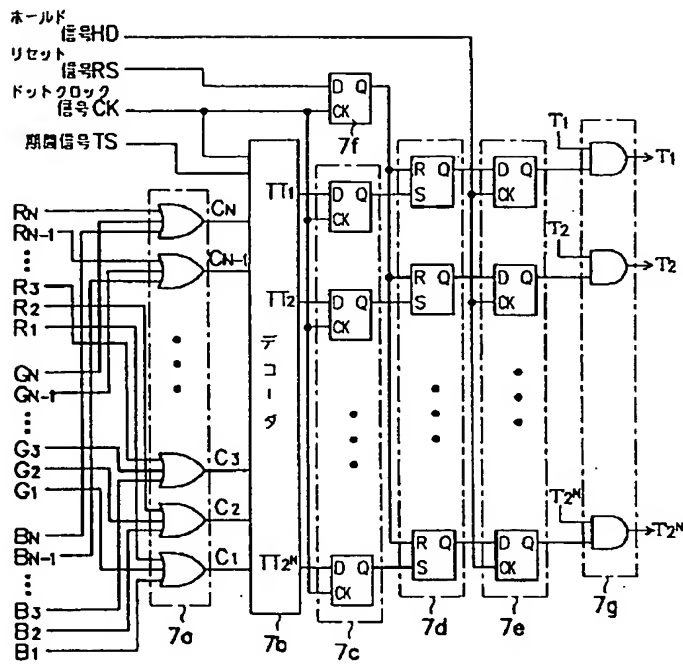 ホールド
信号HD
リセット
信号RS
ドットクロック
信号CK
期間信号TS
RN
RN-1
R3
R2
R1
GN
GN-1
G3
G2
G1
BN
BN-1
B3
B2
B1
CN
CN-1
C3
C2
C1
7a
デコーダ
7b
TT1
TT2
TT2N
D Q
CK
7f
D Q
CK
D Q
CK
D Q
CK
7c
R Q
S
R Q
S
R Q
S
7d
D Q
CK
D Q
CK
D Q
CK
7e
T1
T1
T2
T2
T2N
T2N
7g